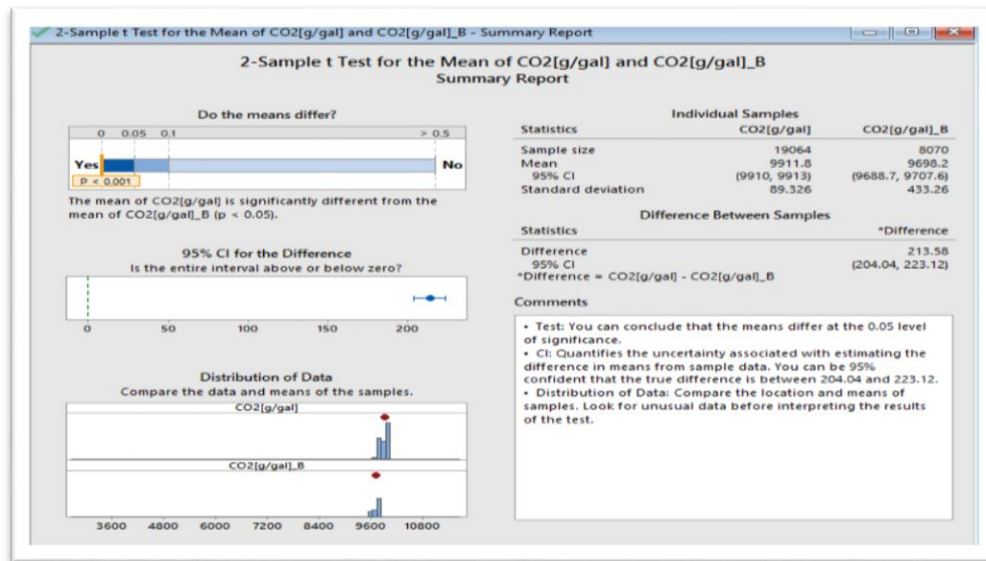 2-Sample t Test for the Mean of CO2[g/gal] and CO2[g/gal]_B - Summary Report
2-Sample t Test for the Mean of CO2[g/gal] and CO2[g/gal]_B
Summary Report
Do the means differ?
0 0.05 0.1 > 0.5
Yes No
P < 0.001
The mean of CO2[g/gal] is significantly different from the
mean of CO2[g/gal]_B (p < 0.05).
95% CI for the Difference
Is the entire interval above or below zero?
0 50 100 150 200
Distribution of Data
Compare the data and means of the samples.
CO2[g/gal]
CO2[g/gal]_B
3600 4800 6000 7200 8400 9600 10800
Individual Samples
Statistics CO2[g/gal] CO2[g/gal]_B
Sample size 19064 8070
Mean 9911.8 9698.2
95% CI (9910, 9913) (9688.7, 9707.6)
Standard deviation 89.326 433.26
Difference Between Samples
Statistics *Difference
Difference 213.58
95% CI (204.04, 223.12)
*Difference = CO2[g/gal] - CO2[g/gal]_B
Comments
• Test: You can conclude that the means differ at the 0.05 level
of significance.
• CI: Quantifies the uncertainty associated with estimating the
difference in means from sample data. You can be 95%
confident that the true difference is between 204.04 and 223.12.
• Distribution of Data: Compare the location and means of
samples. Look for unusual data before interpreting the results
of the test.